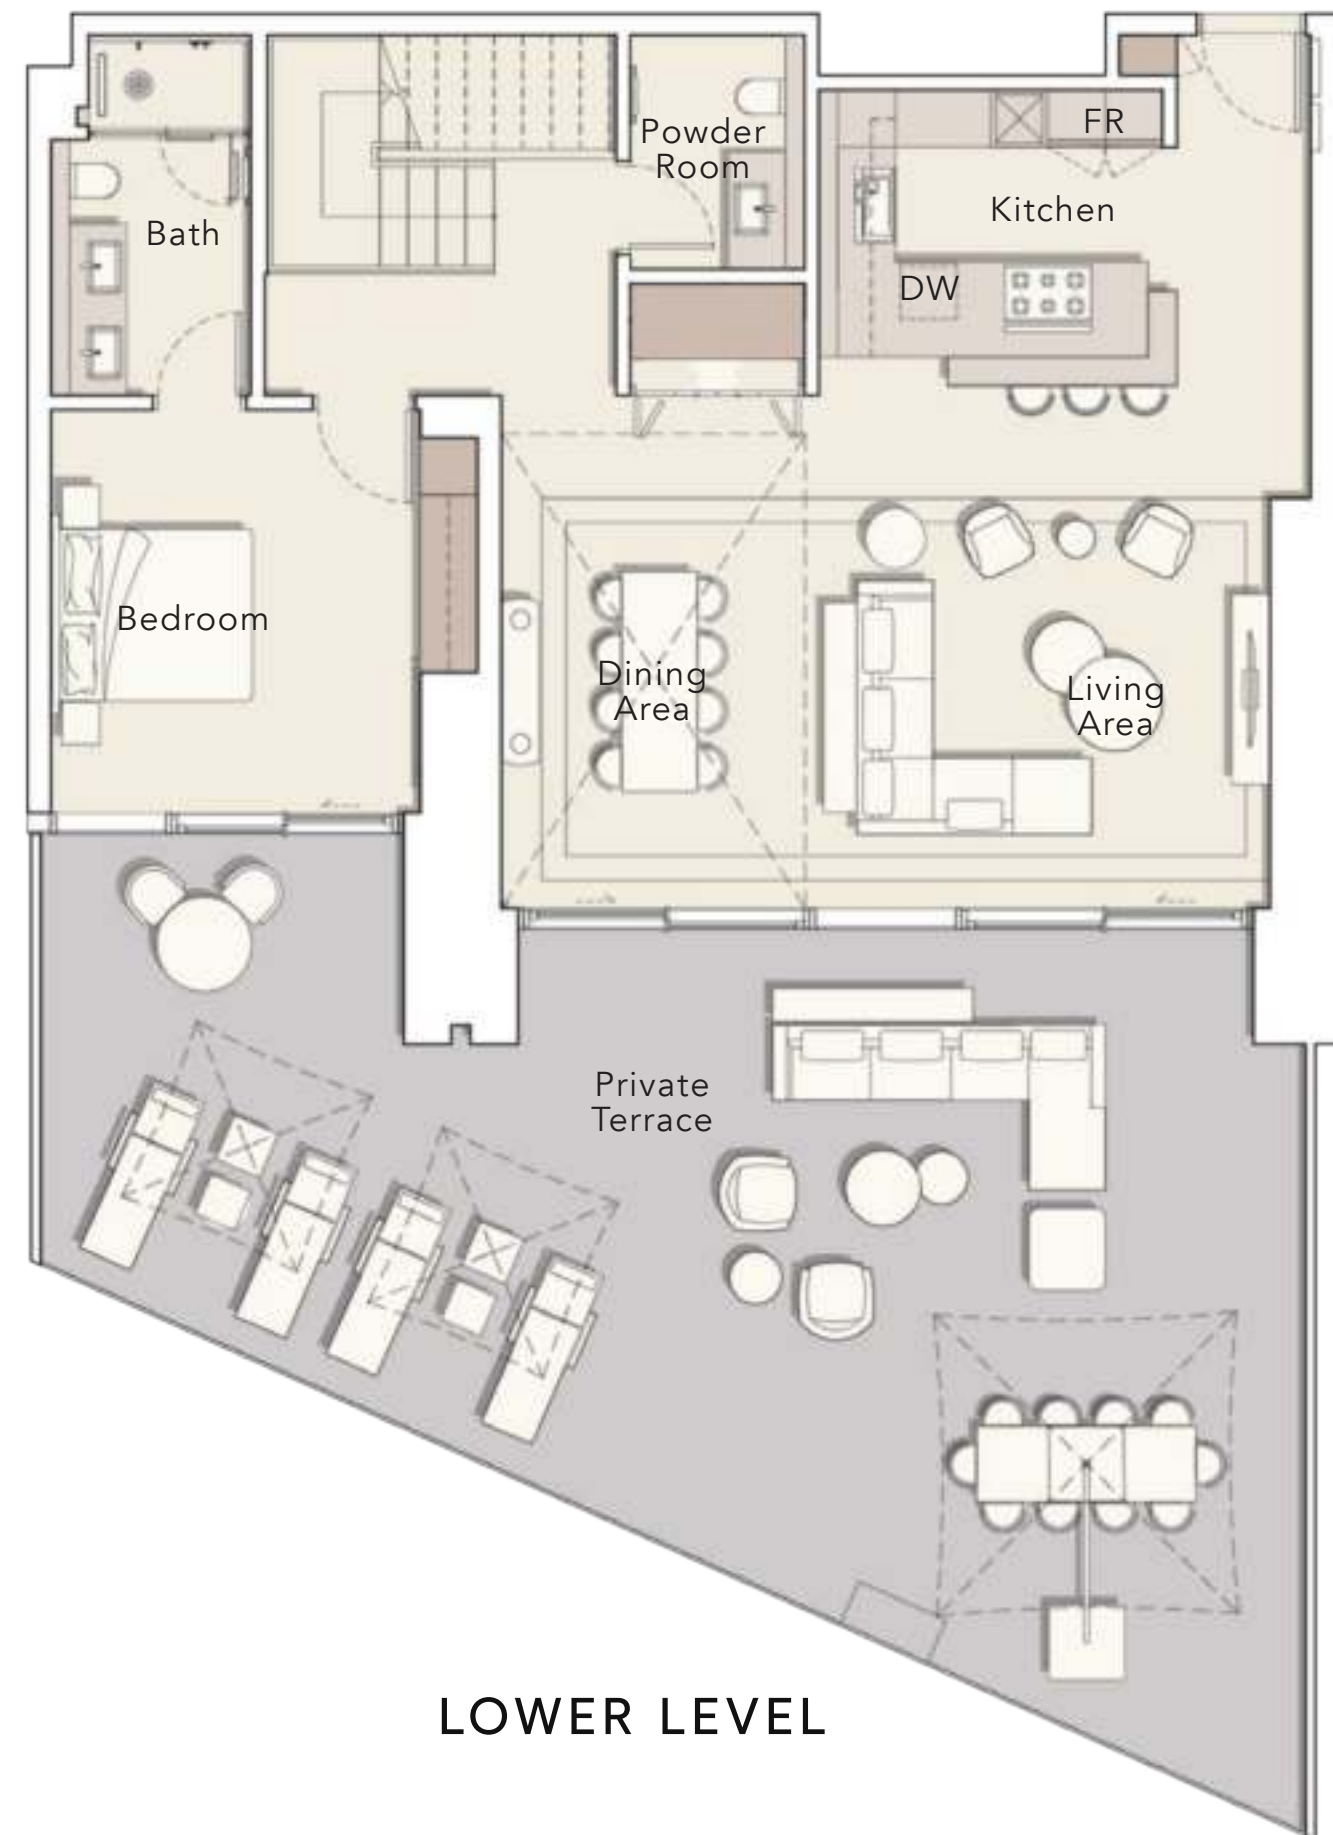 Powder
Room
FR
Kitchen
Bath
DW
Bedroom
Dining
Area
Living
Area
Private
Terrace
LOWER LEVEL